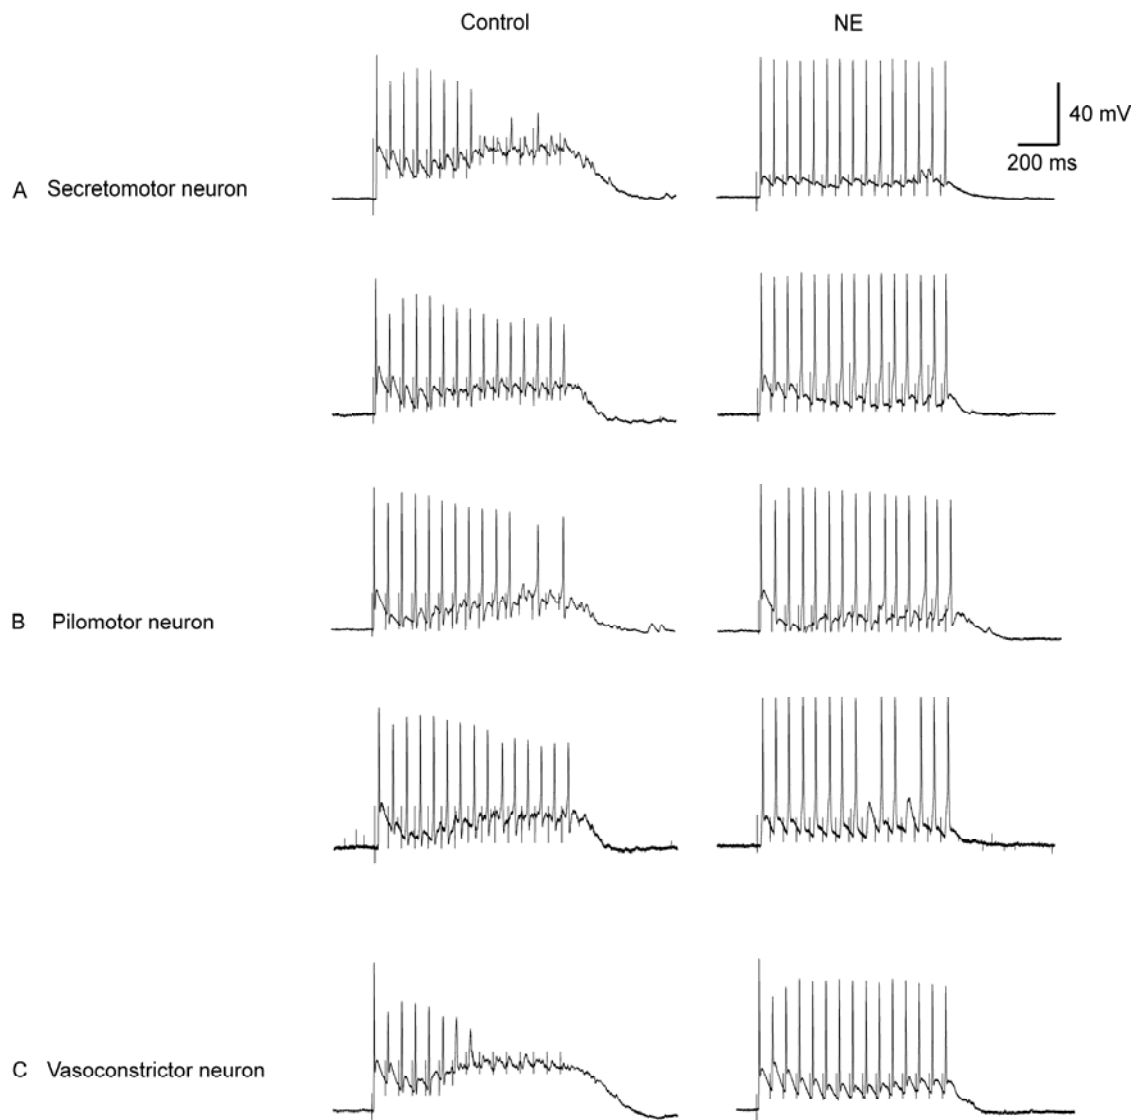 Control
NE
40 mV
200 ms
A Secretomotor neuron
B Pilomotor neuron
C Vasoconstrictor neuron